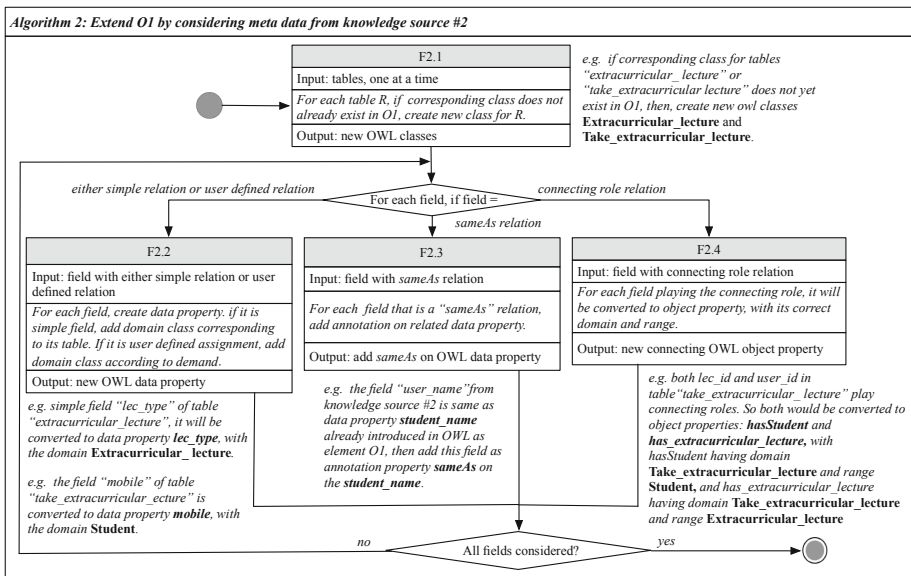 Algorithm 2: Extend O1 by considering meta data from knowledge source #2
F2.1
Input: tables, one at a time
For each table R, if corresponding class does not
already exist in O1, create new class for R.
Output: new OWL classes
e.g. if corresponding class for tables
“extracurricular_ lecture” or
“take_extracurricular lecture” does not yet
exist in O1, then, create new owl classes
Extracurricular_lecture and
Take_extracurricular_lecture.
either simple relation or user defined relation
For each field, if field =
connecting role relation
sameAs relation
F2.2
Input: field with either simple relation or user
defined relation
For each field, create data property. if it is
simple field, add domain class corresponding
to its table. If it is user defined assignment, add
domain class according to demand.
Output: new OWL data property
e.g. simple field “lec_type” of table
“extracurricular_lecture”, it will be
converted to data property lec_type, with
the domain Extracurricular_ lecture.
e.g. the field “mobile” of table
“take_extracurricular_ecture” is
converted to data property mobile, with
the domain Student.
F2.3
Input: field with sameAs relation
For each field that is a “sameAs” relation,
add annotation on related data property.
Output: add sameAs on OWL data property
e.g. the field “user_name”from
knowledge source #2 is same as
data property student_name
already introduced in OWL as
element O1, then add this field as
annotation property sameAs on
the student_name.
F2.4
Input: field with connecting role relation
For each field playing the connecting role, it will
be converted to object property, with its correct
domain and range.
Output: new connecting OWL object property
e.g. both lec_id and user_id in
table“take_extracurricular_lecture” play
connecting roles. So both would be converted to
object properties: hasStudent and
has_extracurricular_lecture, with
hasStudent having domain
Take_extracurricular_lecture and range
Student, and has_extracurricular_lecture
having domain Take_extracurricular_lecture
and range Extracurricular_lecture
no
All fields considered?
yes